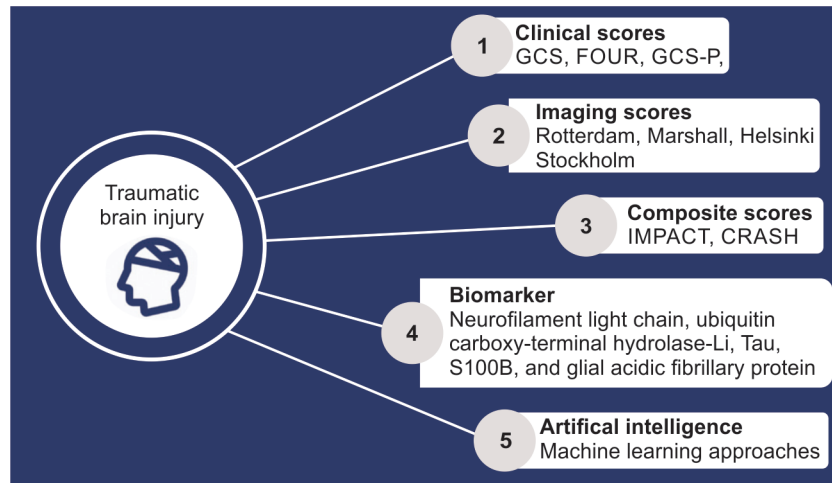 Traumatic
brain injury
1
Clinical scores
GCS, FOUR, GCS-P,
2
Imaging scores
Rotterdam, Marshall, Helsinki
Stockholm
3
Composite scores
IMPACT, CRASH
4
Biomarker
Neurofilament light chain, ubiquitin
carboxy-terminal hydrolase-Li, Tau,
S100B, and glial acidic fibrillary protein
5
Artifical intelligence
Machine learning approaches